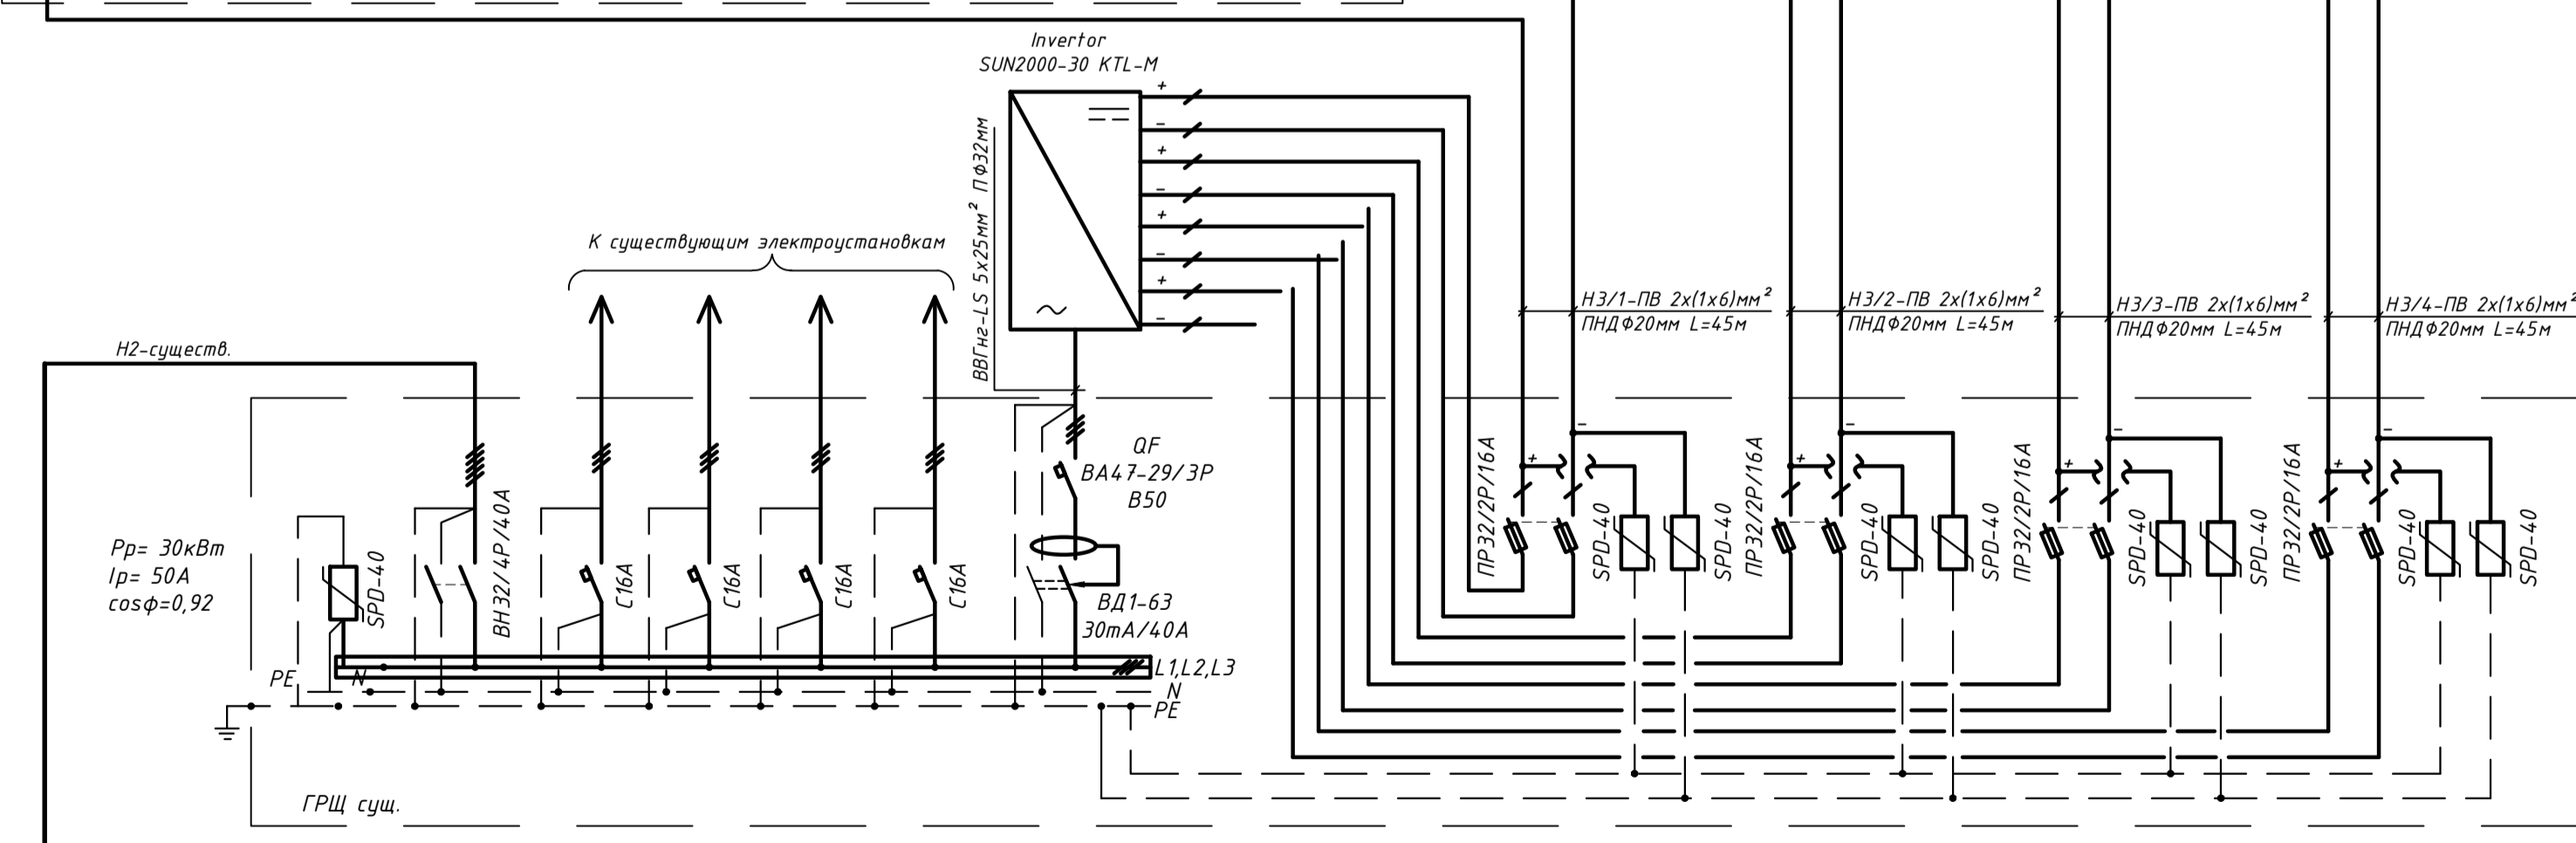 Invertor
SUN2000-30 KTL-M
+
-
+
-
+
-
+
-
ВВГнг-LS 5x25мм² ПФ32мм
К существующим электроустановкам
Н2-существ.
Н3/1-ПВ 2х(1х6)мм²
ПНДФ20мм L=45м
Н3/2-ПВ 2х(1х6)мм²
ПНДФ20мм L=45м
Н3/3-ПВ 2х(1х6)мм²
ПНДФ20мм L=45м
Н3/4-ПВ 2х(1х6)мм²
ПНДФ20мм L=45м
QF
ВА47-29/3Р
В50
ВД1-63
30mA/40A
Рр= 30кВт
Iр= 50А
cosф=0,92
SPD-40
ВН32/4Р/40А
С16А
С16А
С16А
С16А
-
+
ПР32/2Р/16А
SPD-40
SPD-40
-
+
ПР32/2Р/16А
SPD-40
SPD-40
-
+
ПР32/2Р/16А
SPD-40
SPD-40
-
+
ПР32/2Р/16А
SPD-40
SPD-40
PE
N
L1,L2,L3
N
PE
ГРЩ сущ.